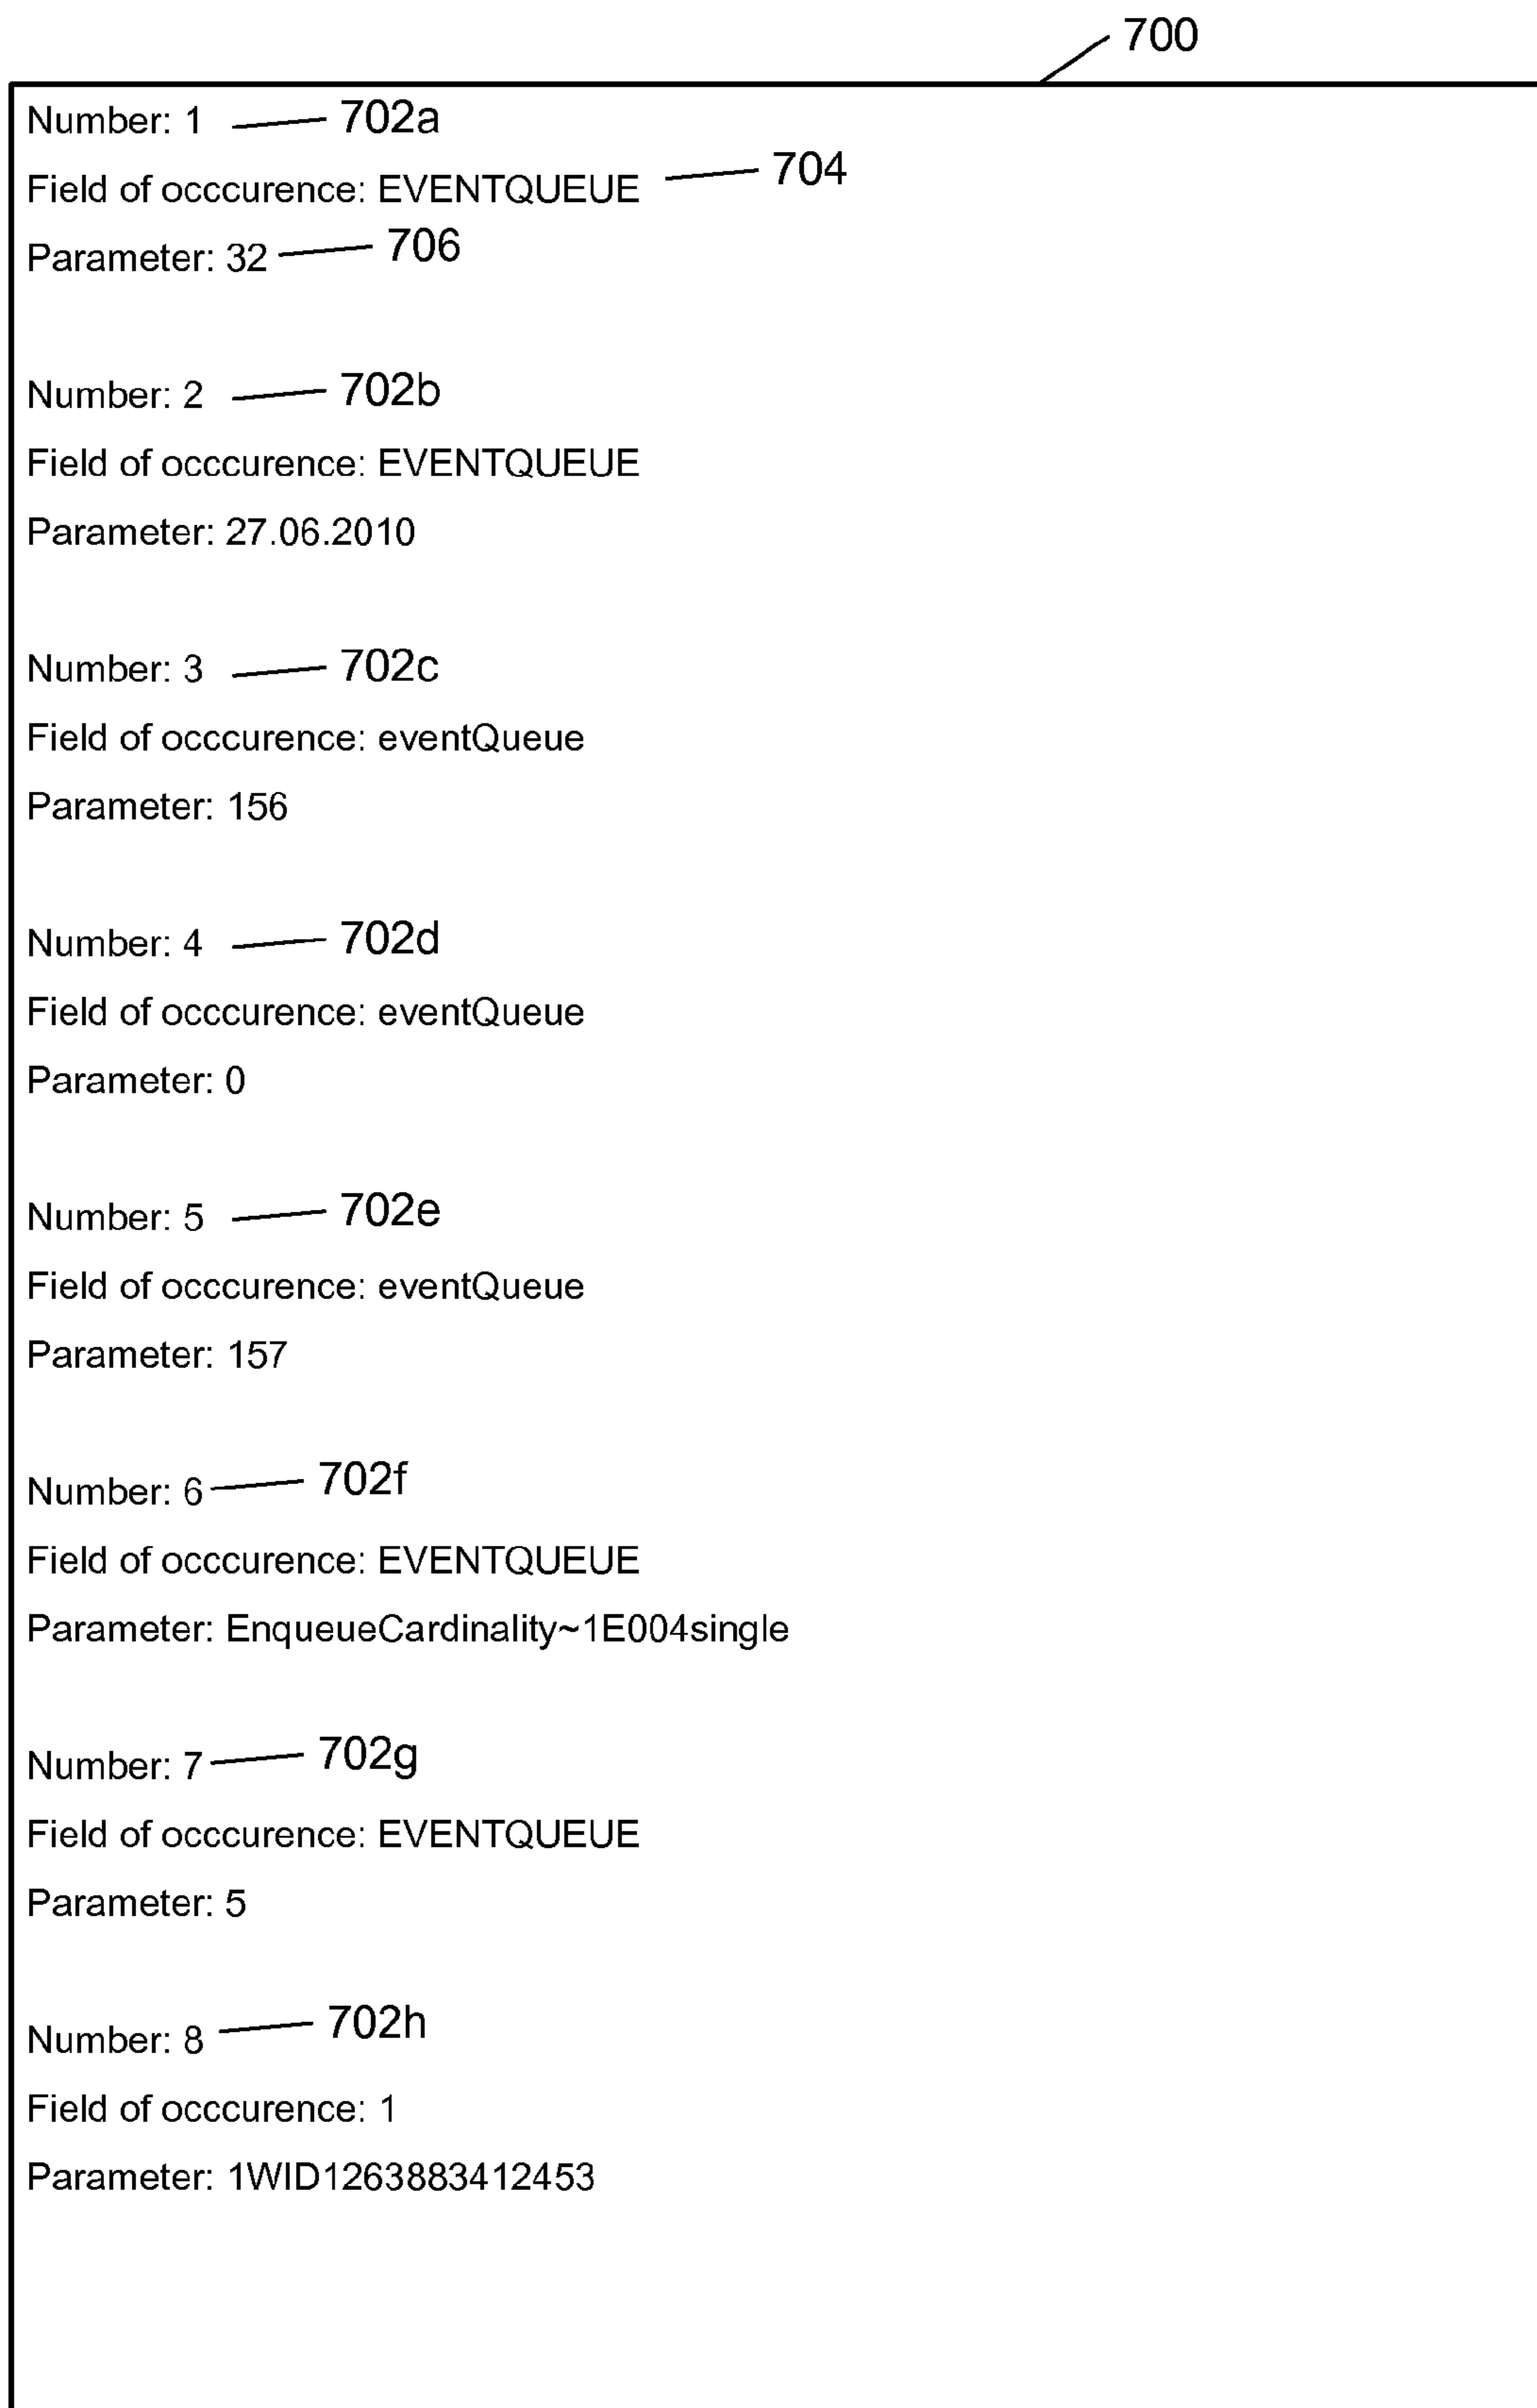 700
Number: 1 702a
Field of occcurence: EVENTQUEUE 704
Parameter: 32 706
Number: 2 702b
Field of occcurence: EVENTQUEUE
Parameter: 27.06.2010
Number: 3 702c
Field of occcurence: eventQueue
Parameter: 156
Number: 4 702d
Field of occcurence: eventQueue
Parameter: 0
Number: 5 702e
Field of occcurence: eventQueue
Parameter: 157
Number: 6 702f
Field of occcurence: EVENTQUEUE
Parameter: EnqueueCardinality~1E004single
Number: 7 702g
Field of occcurence: EVENTQUEUE
Parameter: 5
Number: 8 702h
Field of occcurence: 1
Parameter: 1WID1263883412453